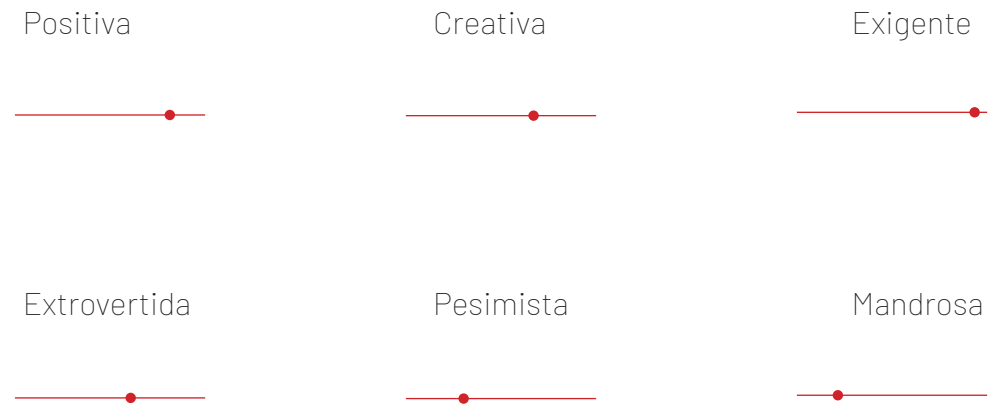 Positiva
Creativa
Exigente
Extrovertida
Pesimista
Mandrosa